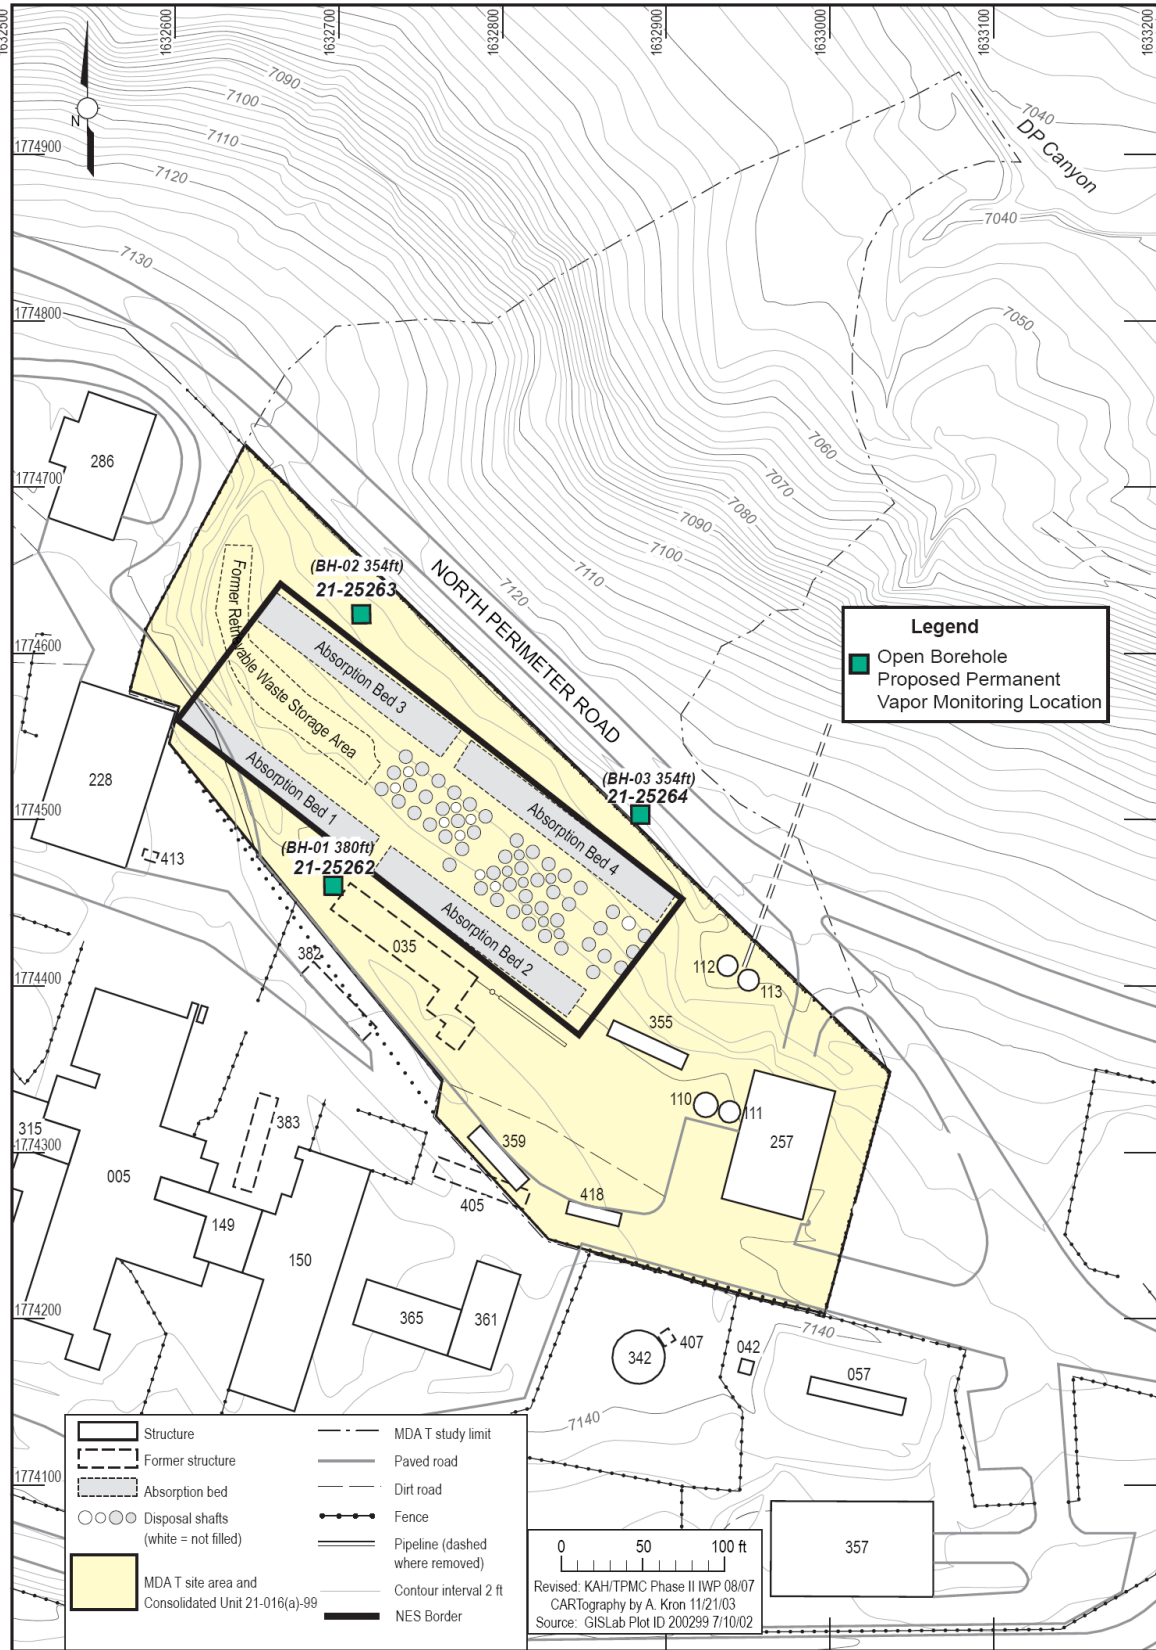 1632500
1632600
1632700
1632800
1632900
1633000
1633100
1633200
N
7090
7100
7110
7120
7130
7040
DP Canyon
7040
7050
7060
7070
7080
7090
7100
7110
7120
1774900
1774800
1774700
1774600
1774500
1774400
1774300
1774200
1774100
NORTH PERIMETER ROAD
286
228
413
(BH-02 354ft)
21-25263
Former Retrievable Waste Storage Area
Absorption Bed 3
Absorption Bed 1
(BH-03 354ft)
21-25264
Absorption Bed 4
(BH-01 380ft)
21-25262
Absorption Bed 2
Legend
Open Borehole
Proposed Permanent
Vapor Monitoring Location
382
035
112
113
355
110
111
257
315
005
383
359
405
418
149
150
365
361
342
407
042
057
7140
7140
357
Structure
Former structure
Absorption bed
Disposal shafts
(white = not filled)
MDA T site area and
Consolidated Unit 21-016(a)-99
MDA T study limit
Paved road
Dirt road
Fence
Pipeline (dashed
where removed)
Contour interval 2 ft
NES Border
0 50 100 ft
Revised: KAH/TPMC Phase II IWP 08/07
CARTography by A. Kron 11/21/03
Source: GISLab Plot ID 200299 7/10/02